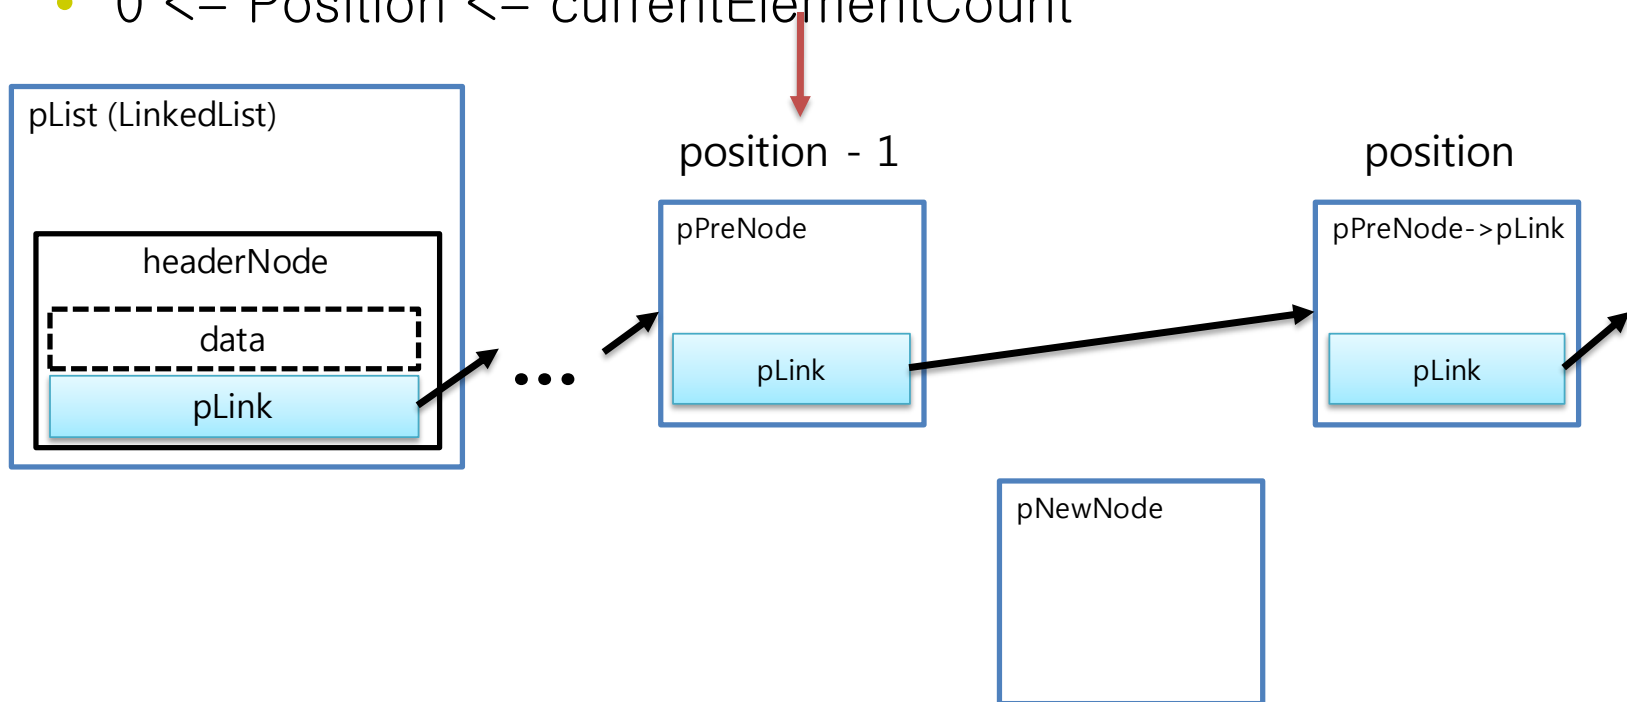 0 <= Position <= currentElementCount
pList (LinkedList)
headerNode
data
pLink
...
position - 1
pPreNode
pLink
position
pPreNode->pLink
pLink
pNewNode